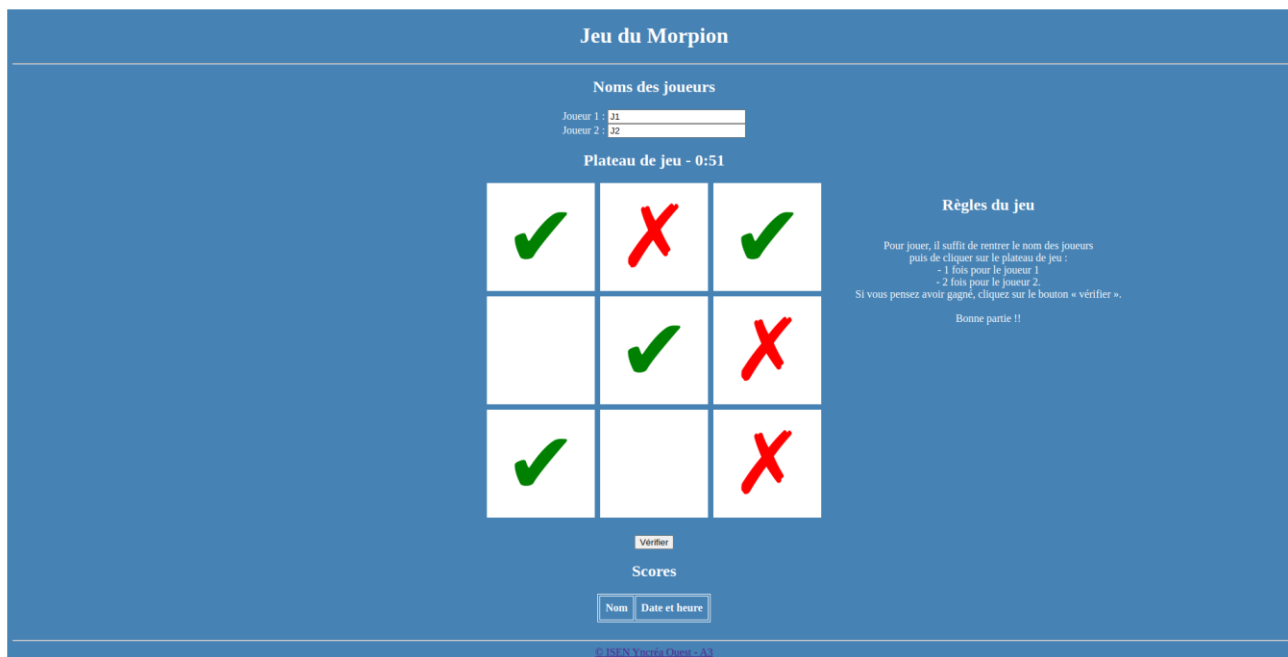 Jeu du Morpion
Noms des joueurs
Joueur 1 : J1
Joueur 2 : J2
Plateau de jeu - 0:51
Règles du jeu
Pour jouer, il suffit de rentrer le nom des joueurs
puis de cliquer sur le plateau de jeu :
- 1 fois pour le joueur 1
- 2 fois pour le joueur 2.
Si vous pensez avoir gagné, cliquez sur le bouton « vérifier ».
Bonne partie !!
Vérifier
Scores
Nom Date et heure
© ISEN Yncréa Ouest - A3